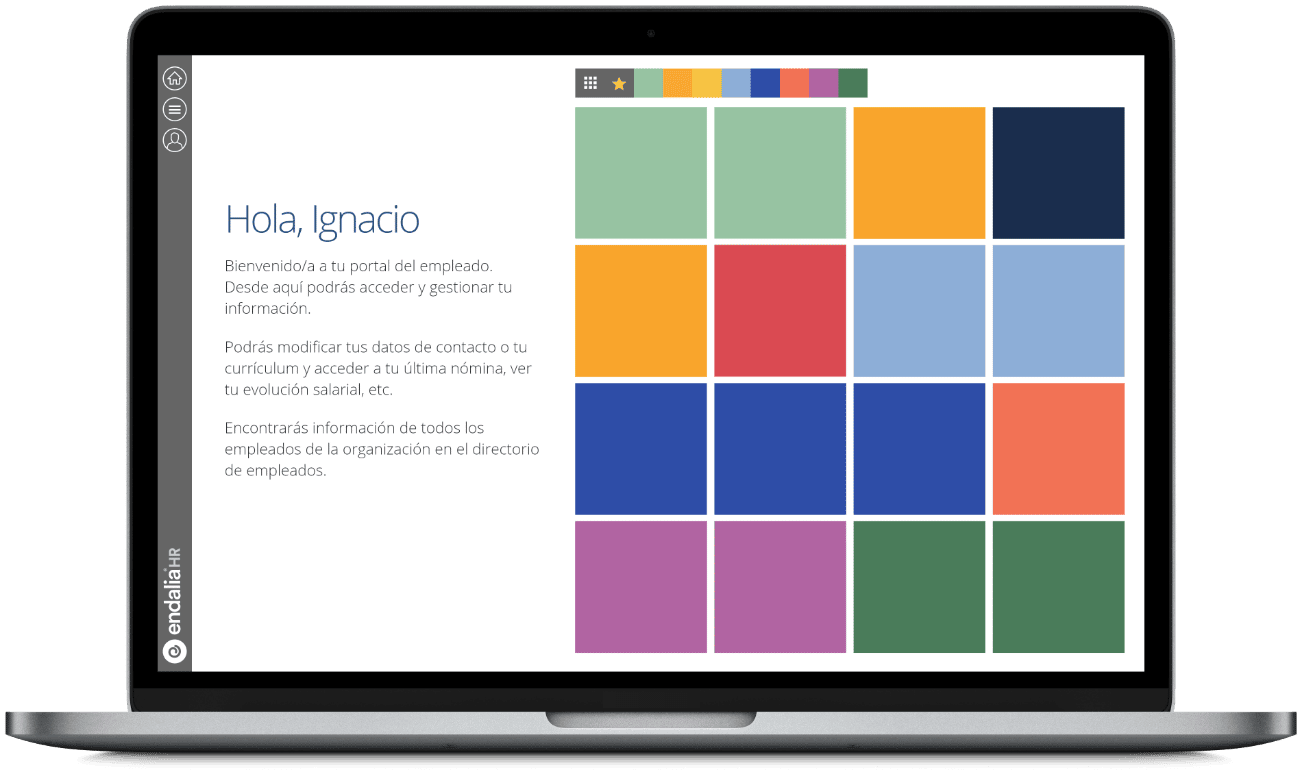 Hola, Ignacio
Bienvenido/a a tu portal del empleado.
Desde aquí podrás acceder y gestionar tu
información.
Podrás modificar tus datos de contacto o tu
currículum y acceder a tu última nómina, ver
tu evolución salarial, etc.
Encontrarás información de todos los
empleados de la organización en el directorio
de empleados.
endalia HR